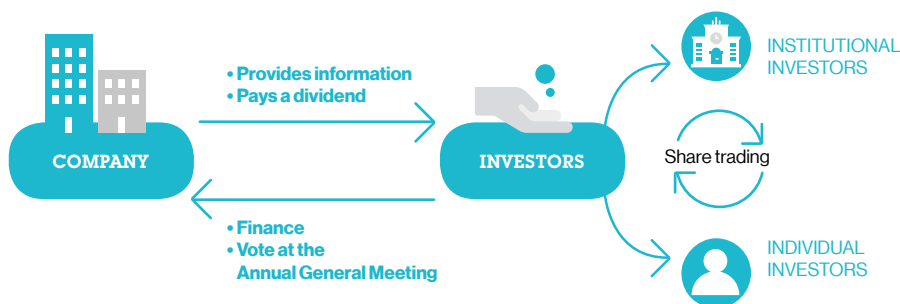 • Provides information
• Pays a dividend
COMPANY
INVESTORS
• Finance
• Vote at the
Annual General Meeting
INSTITUTIONAL
INVESTORS
Share trading
INDIVIDUAL
INVESTORS